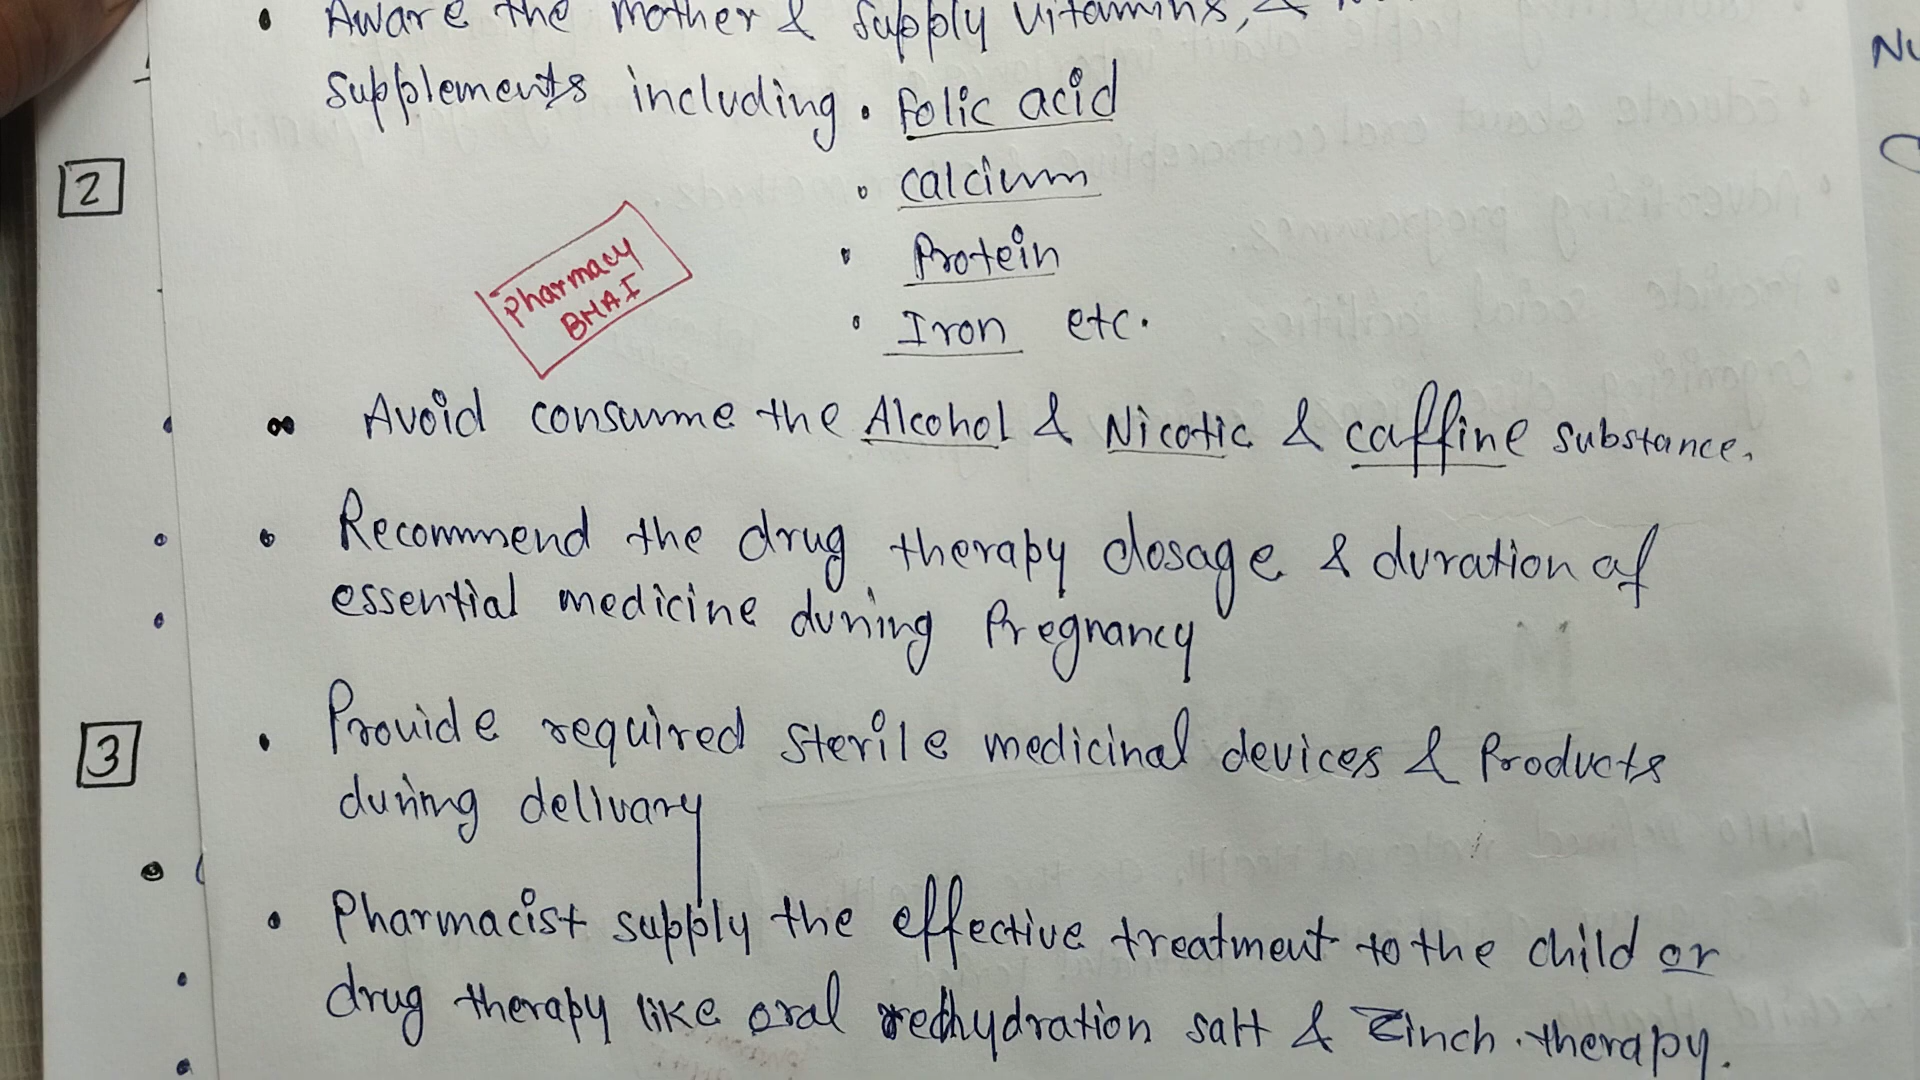 • Aware the mother & supply vitamins, &
supplements including • folic acid
2
• calcium
• Protein
pharmacy
BHAI
• Iron etc.
Avoid consume the Alcohol & Nicotic & caffine substance.
• Recommend the drug therapy dosage & duration of
essential medicine during Pregnancy
3
• Provide required sterile medicinal devices & Products
during delivary
• Pharmacist supply the effective treatment to the child or
drug therapy like oral rehydration salt & Zinch. therapy.